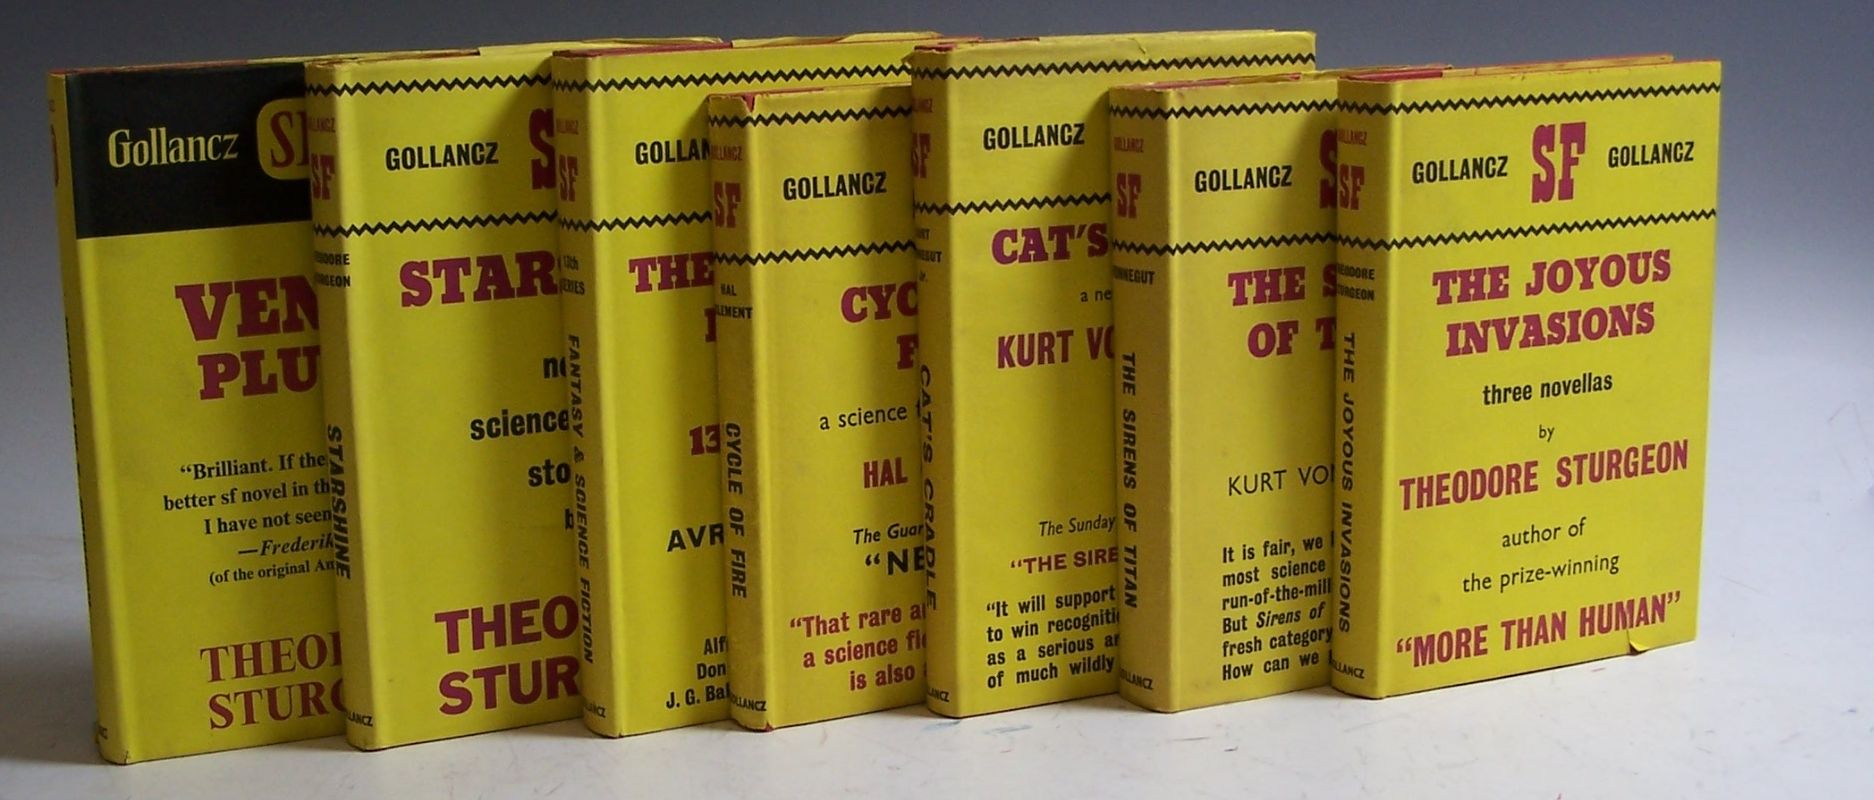 Gollancz
VEN
PLU
“Brilliant. If the
better sf novel in th
I have not seen
—Frederik
(of the original An
THEO
STURG
SF
STARSHINE
GOLLANCZ
GOLLANCZ
STAR
science
sto
THEO
STUR
SF
FANTASY & SCIENCE FICTION
THE
13
AVR
Alf
Don
J. G. Ba
SF
HAL
CLEMENT
CYCLE OF FIRE
GOLLANCZ
GOLLANCZ
CYC
F
a science
HAL
The Guar
“NE
“That rare a
a science fi
is also
SF
CAT'S CRADLE
GOLLANCZ
CAT'S
a ne
KURT VO
The Sunday
“THE SIRE
“It will support
to win recogniti
as a serious a
of much wildly
SF
VONNEGUT
THE SIRENS OF TITAN
GOLLANCZ
GOLLANCZ
THE S
OF T
KURT VO
It is fair, we
most science
run-of-the-mill
But Sirens of
fresh category
How can we
SF
THEODORE
STURGEON
THE JOYOUS INVASIONS
GOLLANCZ
GOLLANCZ SF GOLLANCZ
THE JOYOUS
INVASIONS
three novellas
by
THEODORE STURGEON
author of
the prize-winning
“MORE THAN HUMAN”